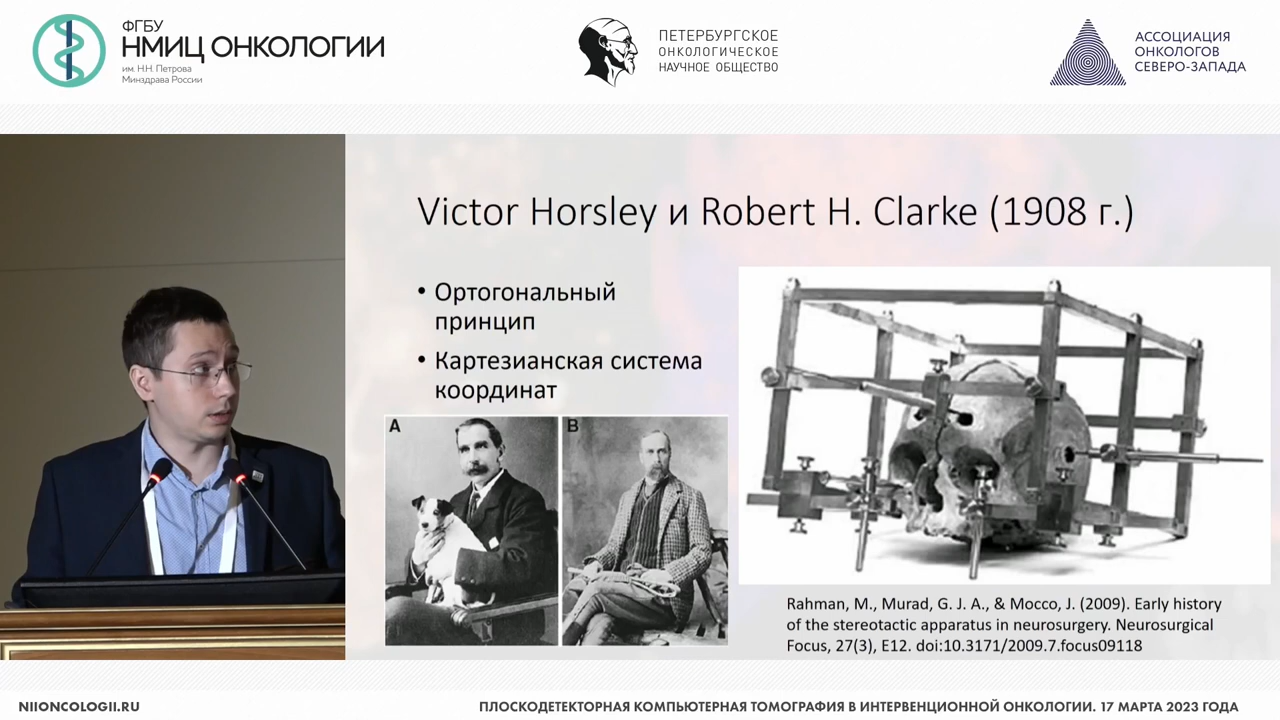 ФГБУ
НМИЦ ОНКОЛОГИИ
им. Н.Н. Петрова
Минздрава России
ПЕТЕРБУРГСКОЕ
ОНКОЛОГИЧЕСКОЕ
НАУЧНОЕ ОБЩЕСТВО
АССОЦИАЦИЯ
ОНКОЛОГОВ
СЕВЕРО-ЗАПАДА
Victor Horsley и Robert H. Clarke (1908 г.)
• Ортогональный
принцип
• Картезианская система
координат
A
B
Rahman, M., Murad, G. J. A., & Mocco, J. (2009). Early history
of the stereotactic apparatus in neurosurgery. Neurosurgical
Focus, 27(3), E12. doi:10.3171/2009.7.focus09118
NIIONCOLOGII.RU
ПЛОСКОДЕТЕКТОРНАЯ КОМПЬЮТЕРНАЯ ТОМОГРАФИЯ В ИНТЕРВЕНЦИОННОЙ ОНКОЛОГИИ. 17 МАРТА 2023 ГОДА